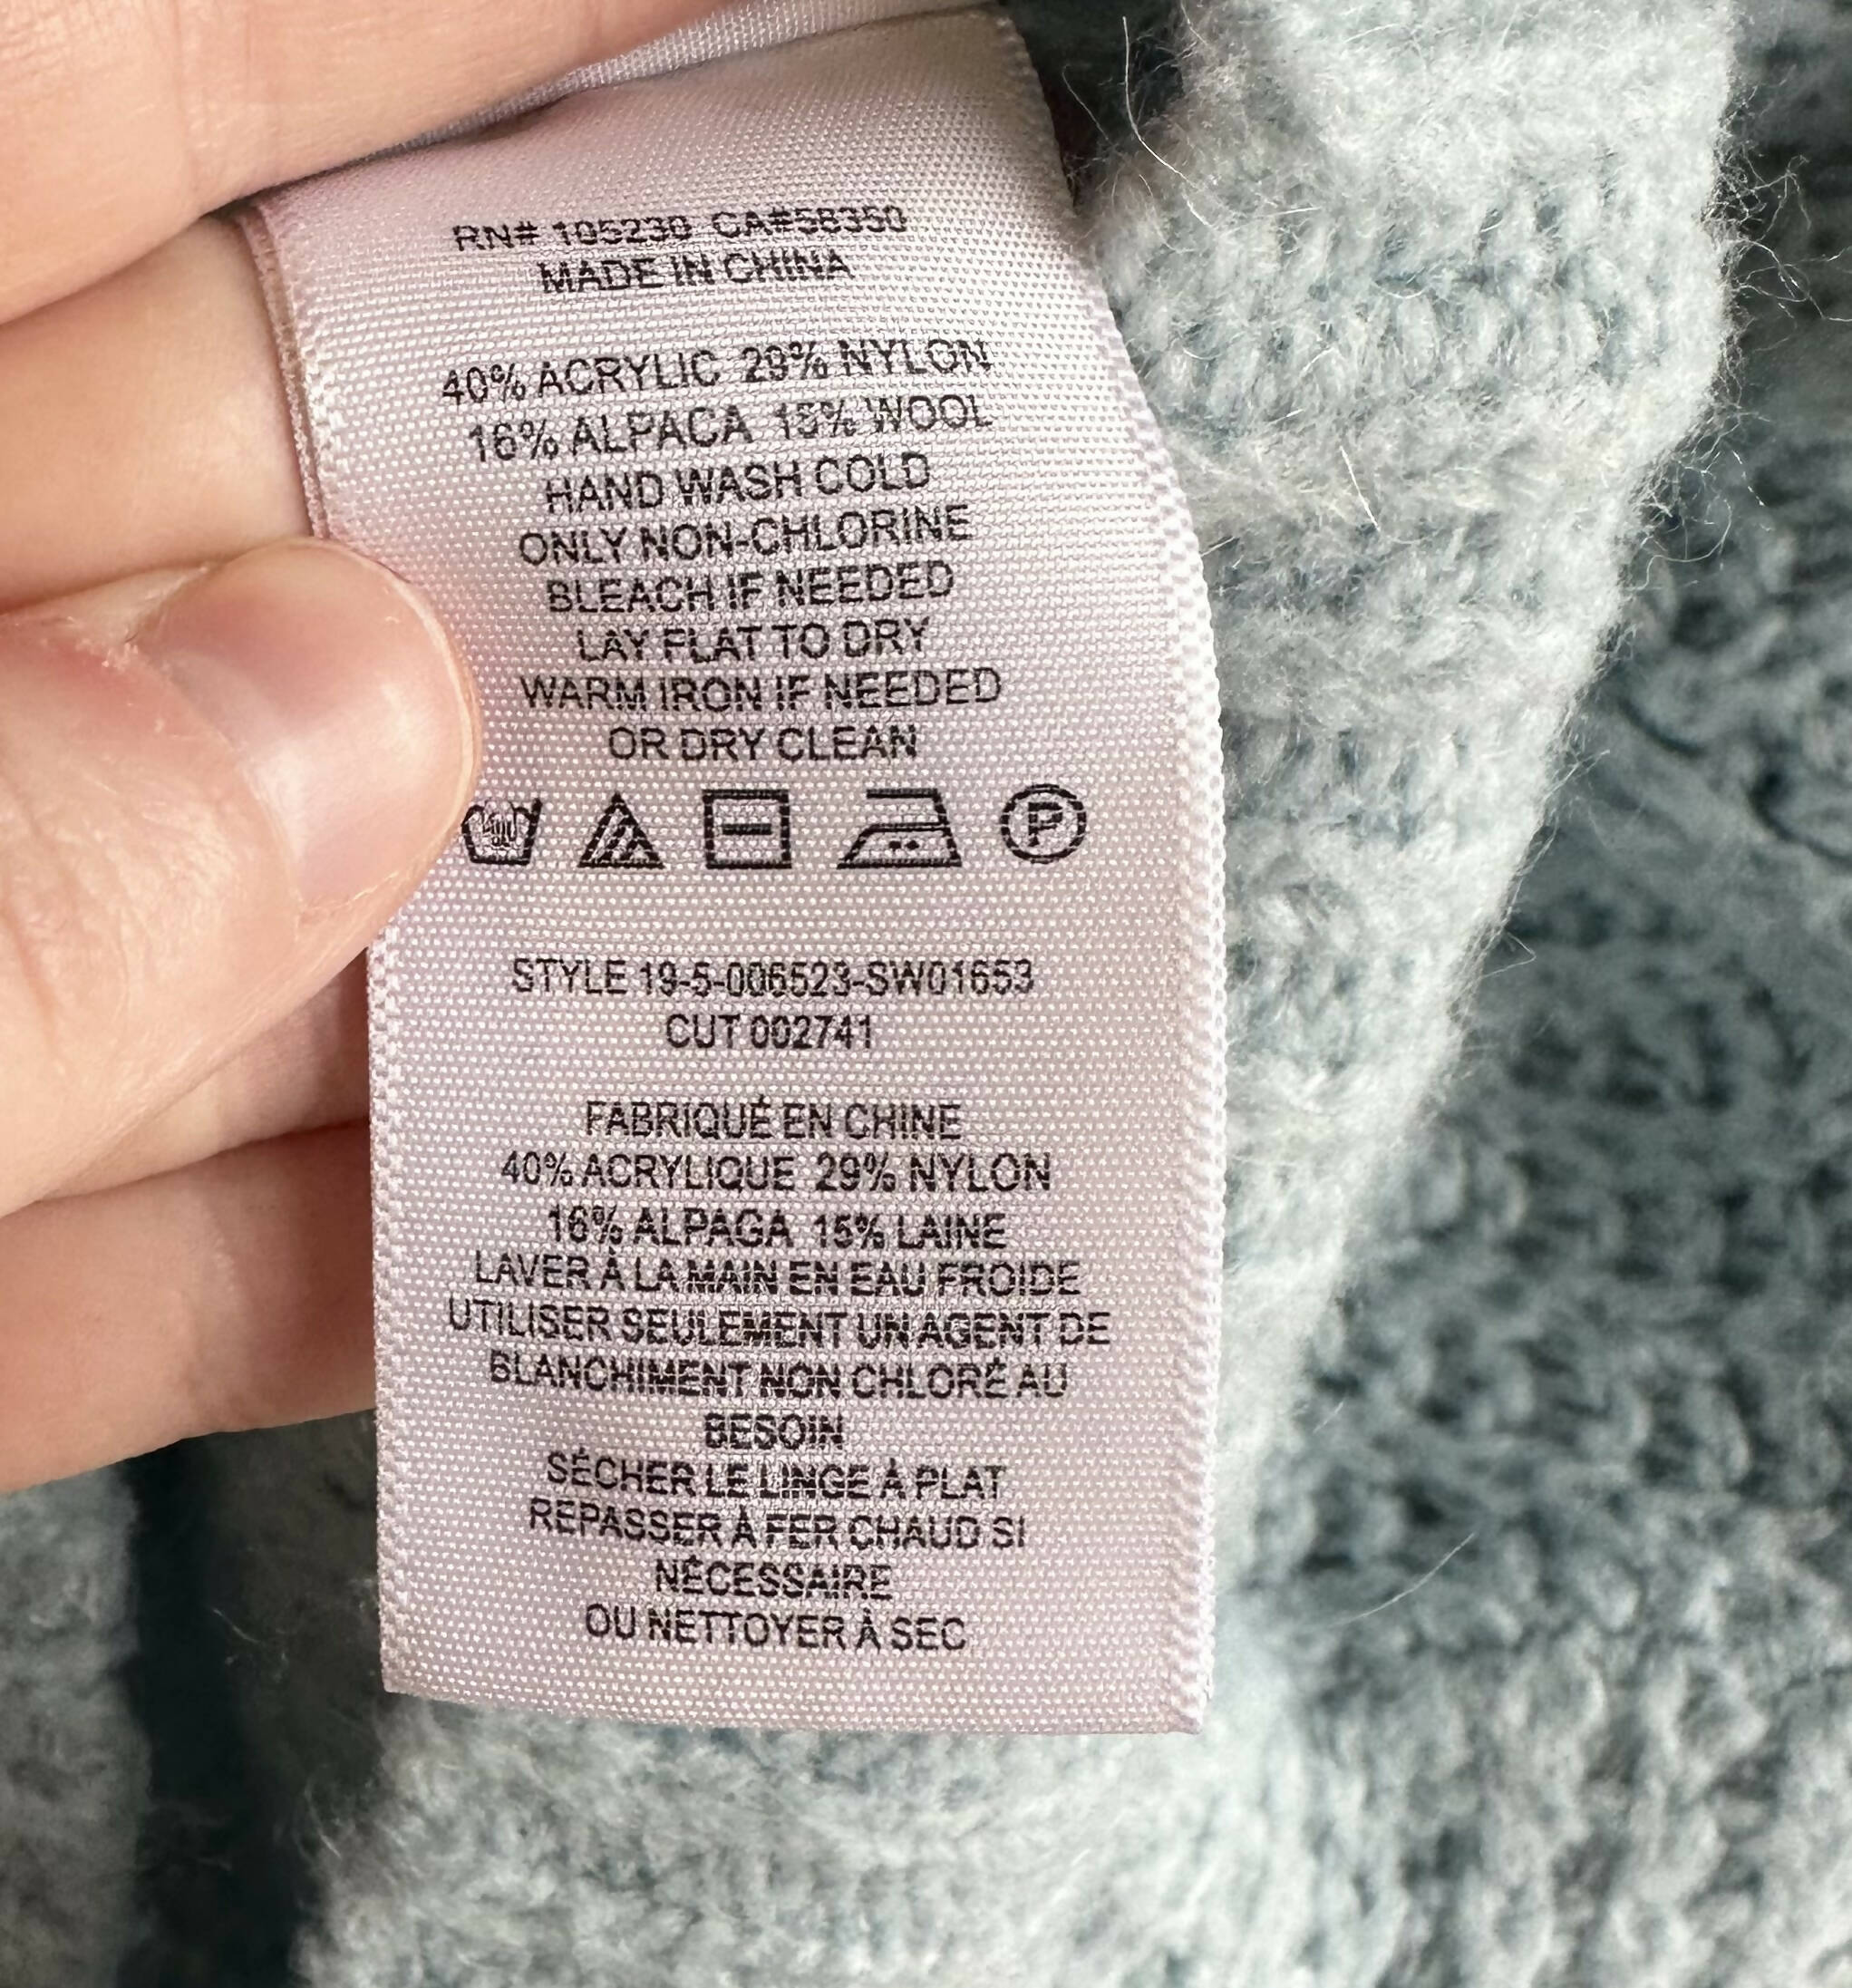 RN# 105230 CA#58350
MADE IN CHINA
40% ACRYLIC 29% NYLON
16% ALPACA 15% WOOL
HAND WASH COLD
ONLY NON-CHLORINE
BLEACH IF NEEDED
LAY FLAT TO DRY
WARM IRON IF NEEDED
OR DRY CLEAN
P
STYLE 19-5-006523-SW01653
CUT 002741
FABRIQUÉ EN CHINE
40% ACRYLIQUE 29% NYLON
16% ALPAGA 15% LAINE
LAVER À LA MAIN EN EAU FROIDE
UTILISER SEULEMENT UN AGENT DE
BLANCHIMENT NON CHLORÉ AU
BESOIN
SÉCHER LE LINGE À PLAT
REPASSER À FER CHAUD SI
NÉCESSAIRE
OU NETTOYER À SEC